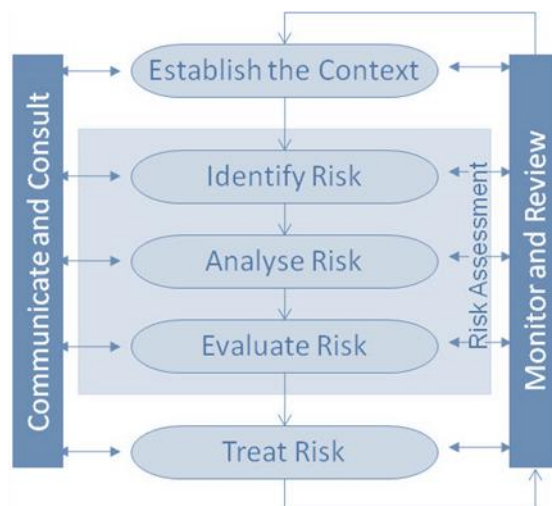 Establish the Context
Communicate and Consult
Identify Risk
Analyse Risk
Evaluate Risk
Risk Assessment
Monitor and Review
Treat Risk